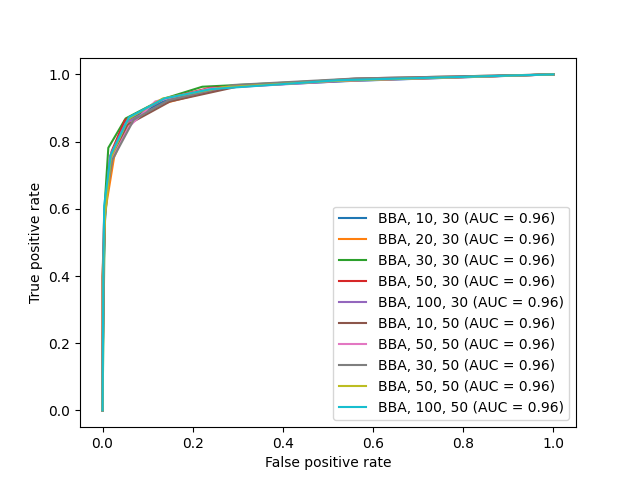 1.0
0.8
0.6
0.4
0.2
0.0
True positive rate
BBA, 10, 30 (AUC = 0.96)
BBA, 20, 30 (AUC = 0.96)
BBA, 30, 30 (AUC = 0.96)
BBA, 50, 30 (AUC = 0.96)
BBA, 100, 30 (AUC = 0.96)
BBA, 10, 50 (AUC = 0.96)
BBA, 50, 50 (AUC = 0.96)
BBA, 30, 50 (AUC = 0.96)
BBA, 50, 50 (AUC = 0.96)
BBA, 100, 50 (AUC = 0.96)
0.0 0.2 0.4 0.6 0.8 1.0
False positive rate